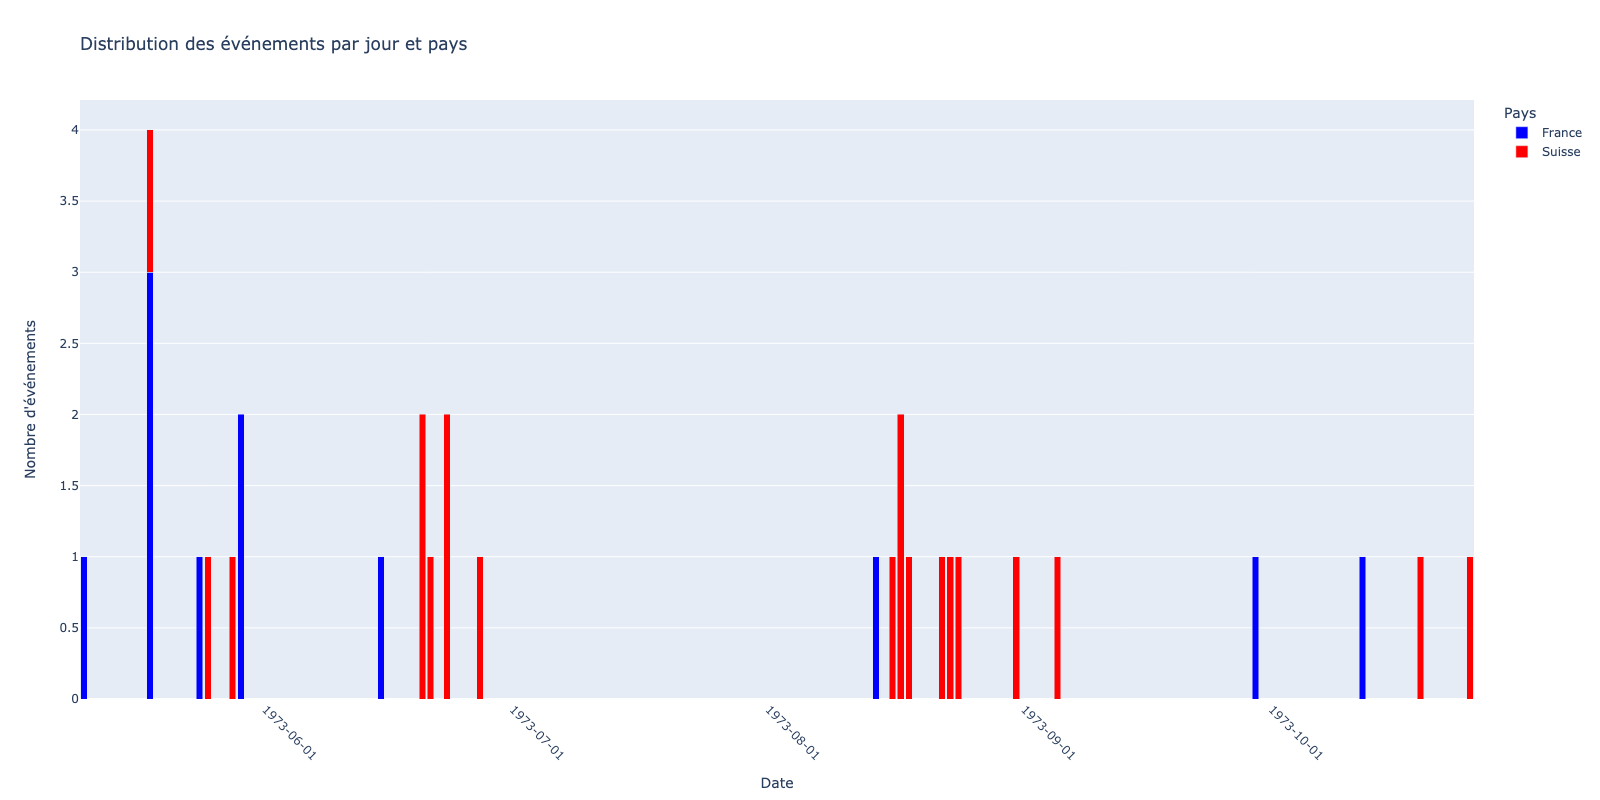 Distribution des événements par jour et pays
Pays
France
Suisse
4
3.5
3
2.5
2
1.5
1
0.5
0
Nombre d'événements
1973-06-01
1973-07-01
1973-08-01
1973-09-01
1973-10-01
Date